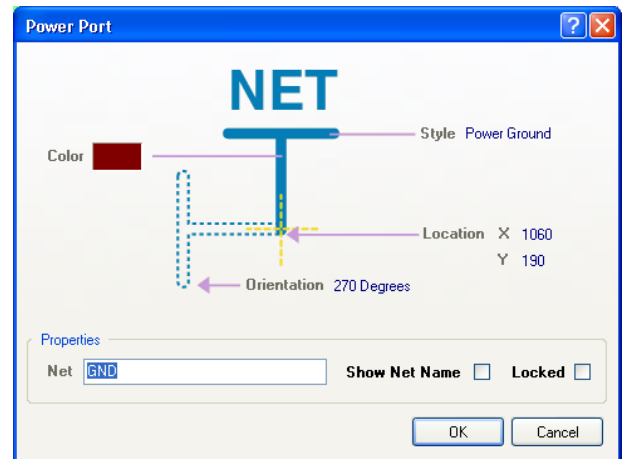 Power Port
NET
Style Power Ground
Color
Location X 1060
Y 190
Orientation 270 Degrees
Properties
Net GND Show Net Name Locked
OK Cancel